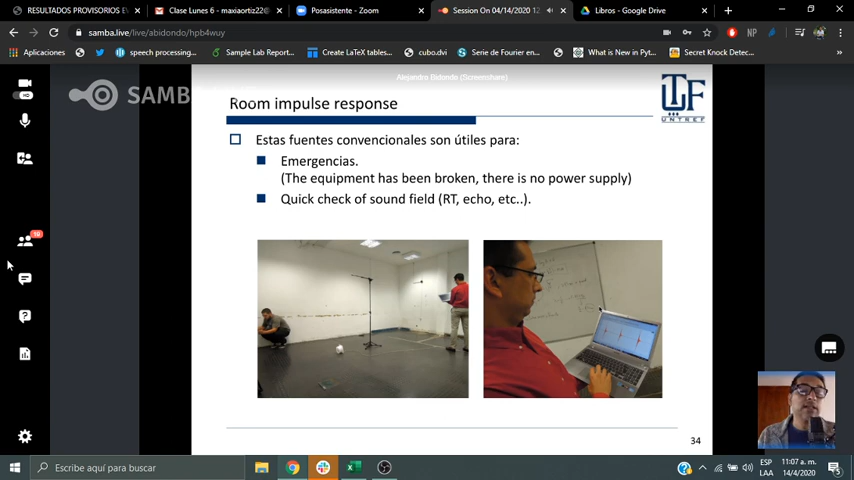 RESULTADOS PROVISORIOS E
Clase Lunes 6 - maxiaortiz22@
Posasistente - Zoom
Session On 04/14/2020 12
Libros - Google Drive
samba.live/live/abidondo/hpb4wuy
Aplicaciones
speech processing...
Sample Lab Report...
Create LaTeX tables...
cubo.dvi
Serie de Fourier en...
What is New in Pyt...
Secret Knock Detec...
Alejandro Bidondo (Screenshare)
SAMB
HD
Room impulse response
UNTREF
Estas fuentes convencionales son útiles para:
Emergencias.
(The equipment has been broken, there is no power supply)
Quick check of sound field (RT, echo, etc..).
10
34
Escribe aquí para buscar
ESP
LAA
11:07 a. m.
14/4/2020
5